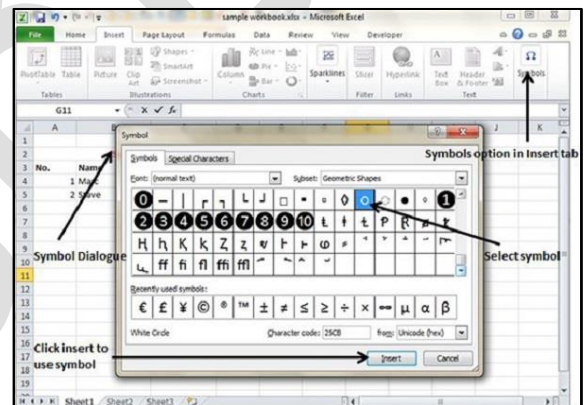 sample workbook.xlsx - Microsoft Excel
File Home Insert Page Layout Formulas Data Review View Developer
PivotTable Table Picture Clip Art Shapes SmartArt Screenshot Column Line Pie Bar Sparklines Slicer Hyperlink Text Box Header & Footer Symbols
Tables Illustrations Charts Filter Links Text
G11 fx
A J K
Symbol
Symbols Special Characters Symbols option in Insert tab
Font: (normal text) Subset: Geometric Shapes
No. Name
1
2
Symbol Dialogue
Select symbol
Recently used symbols:
€ £ ¥ © ® ™ ± ≠ ≤ ≥ ÷ × ∞ µ α β
White Circle Character code: 25CB from: Unicode (hex)
Click insert to
use symbol
Insert Cancel
Sheet1 Sheet2 Sheet3